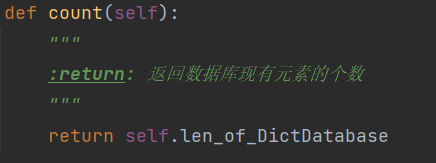 def count(self):
"""
:return: 返回数据库现有元素的个数
"""
return self.len_of_DictDatabase